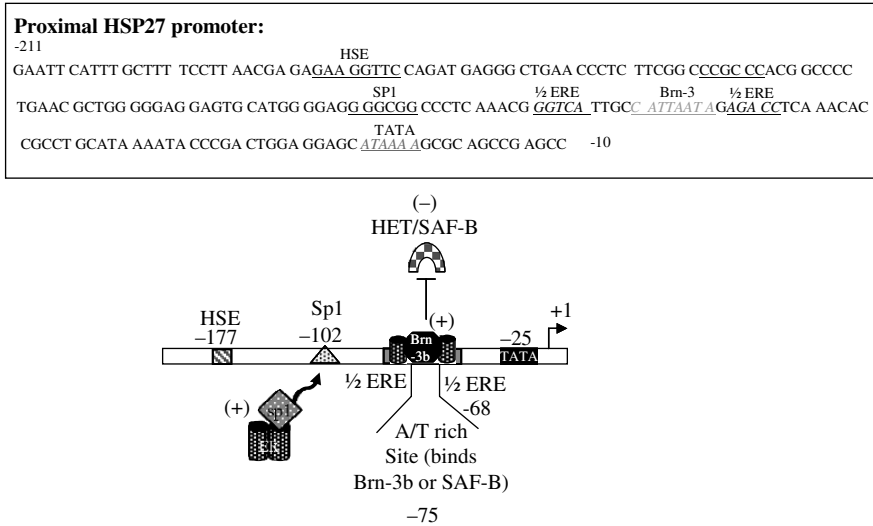 Proximal HSP27 promoter:
-211
HSE
GAATT CATTT GCTTT TCCTT AACGA GAGAA GGTTC CAGAT GAGGG CTGAA CCCTC TTCGG CCCGC CCACG GCCCC
SP1 ½ ERE Brn-3 ½ ERE
TGAAC GCTGG GGGAG GAGTG CATGG GGAGG GGCGG CCCTC AAACG GGTCA TTGCC ATTAAT AGAGA CCTCA AACAC
TATA
CGCCT GCATA AAATA CCCGA CTGGA GGAGC ATAAA AGCGC AGCCG AGCC -10
(–)
HET/SAF-B
Sp1 (+) +1
HSE
–177 –102 Brn –25
-3b TATA
½ ERE ½ ERE
(+) sp1 -68
ER
A/T rich
Site (binds
Brn-3b or SAF-B)
–75